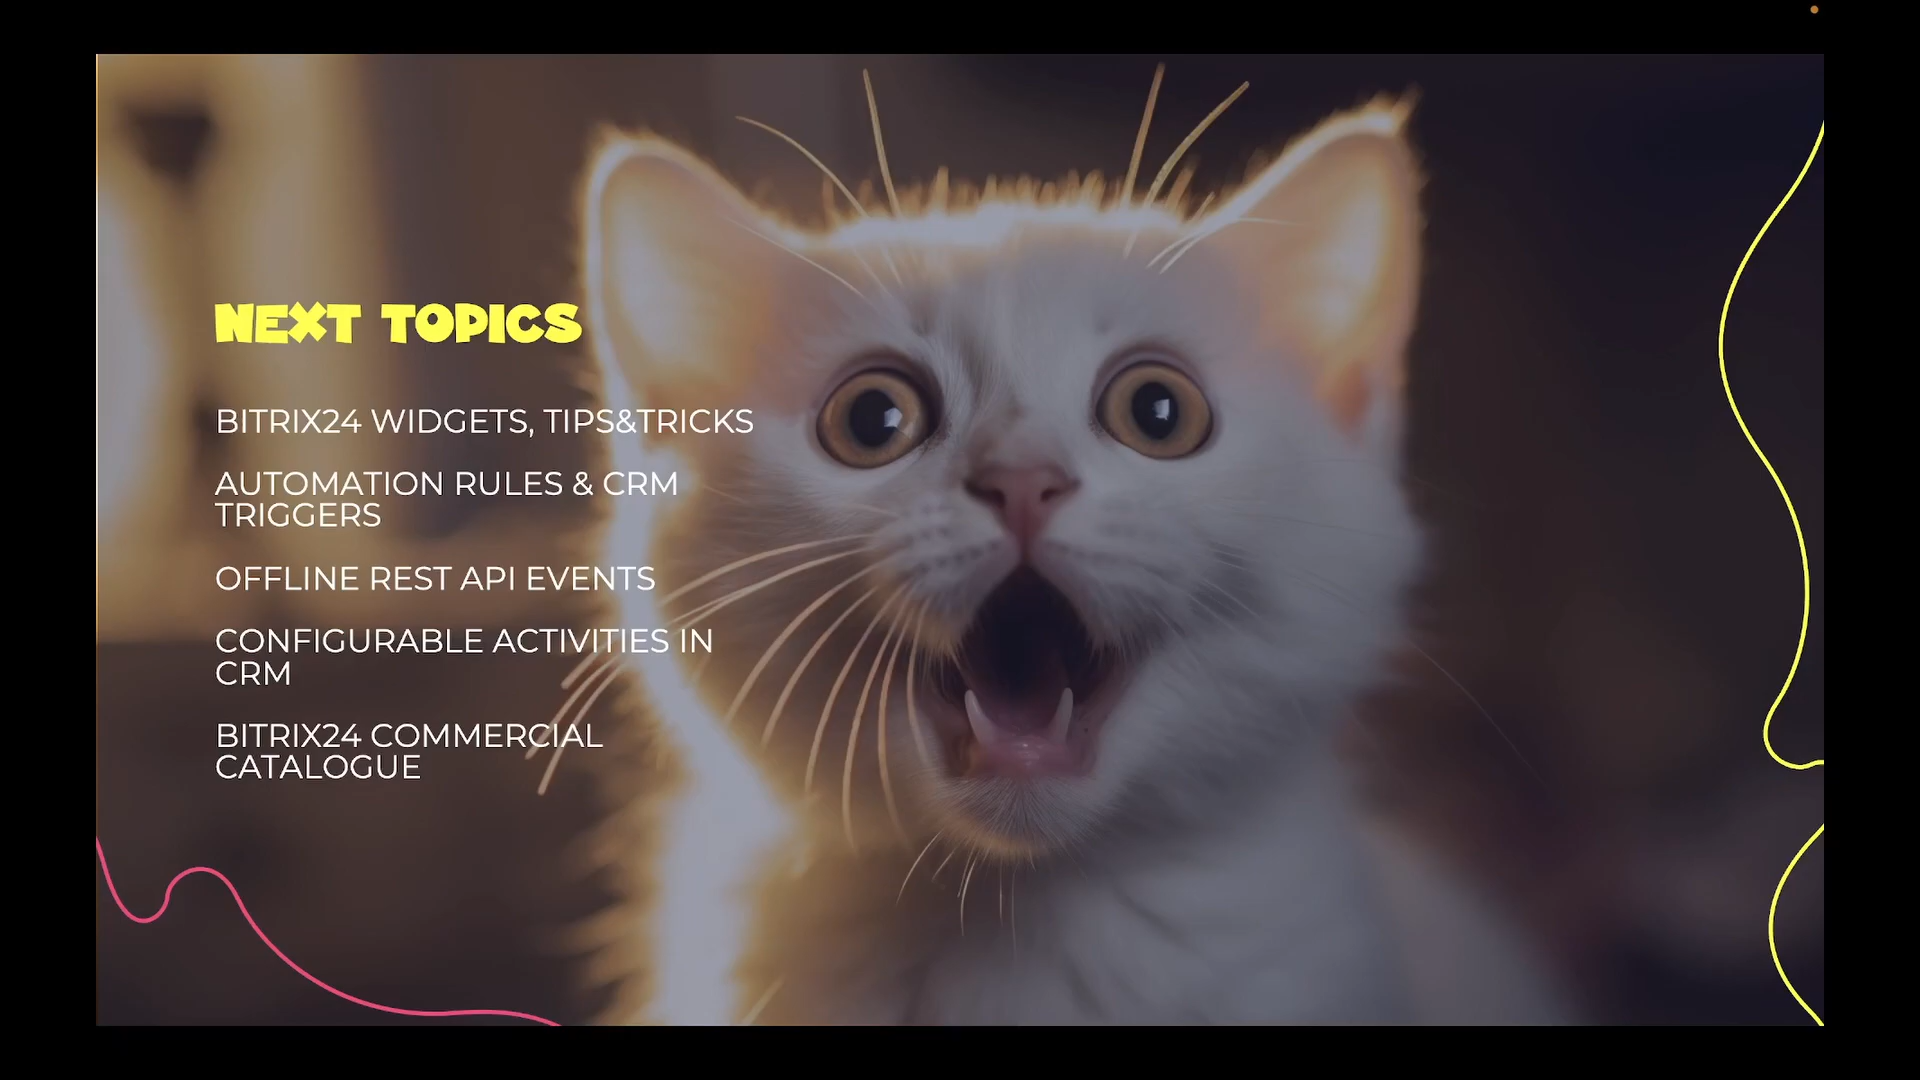 NEXT TOPICS
BITRIX24 WIDGETS, TIPS&TRICKS
AUTOMATION RULES & CRM
TRIGGERS
OFFLINE REST API EVENTS
CONFIGURABLE ACTIVITIES IN
CRM
BITRIX24 COMMERCIAL
CATALOGUE